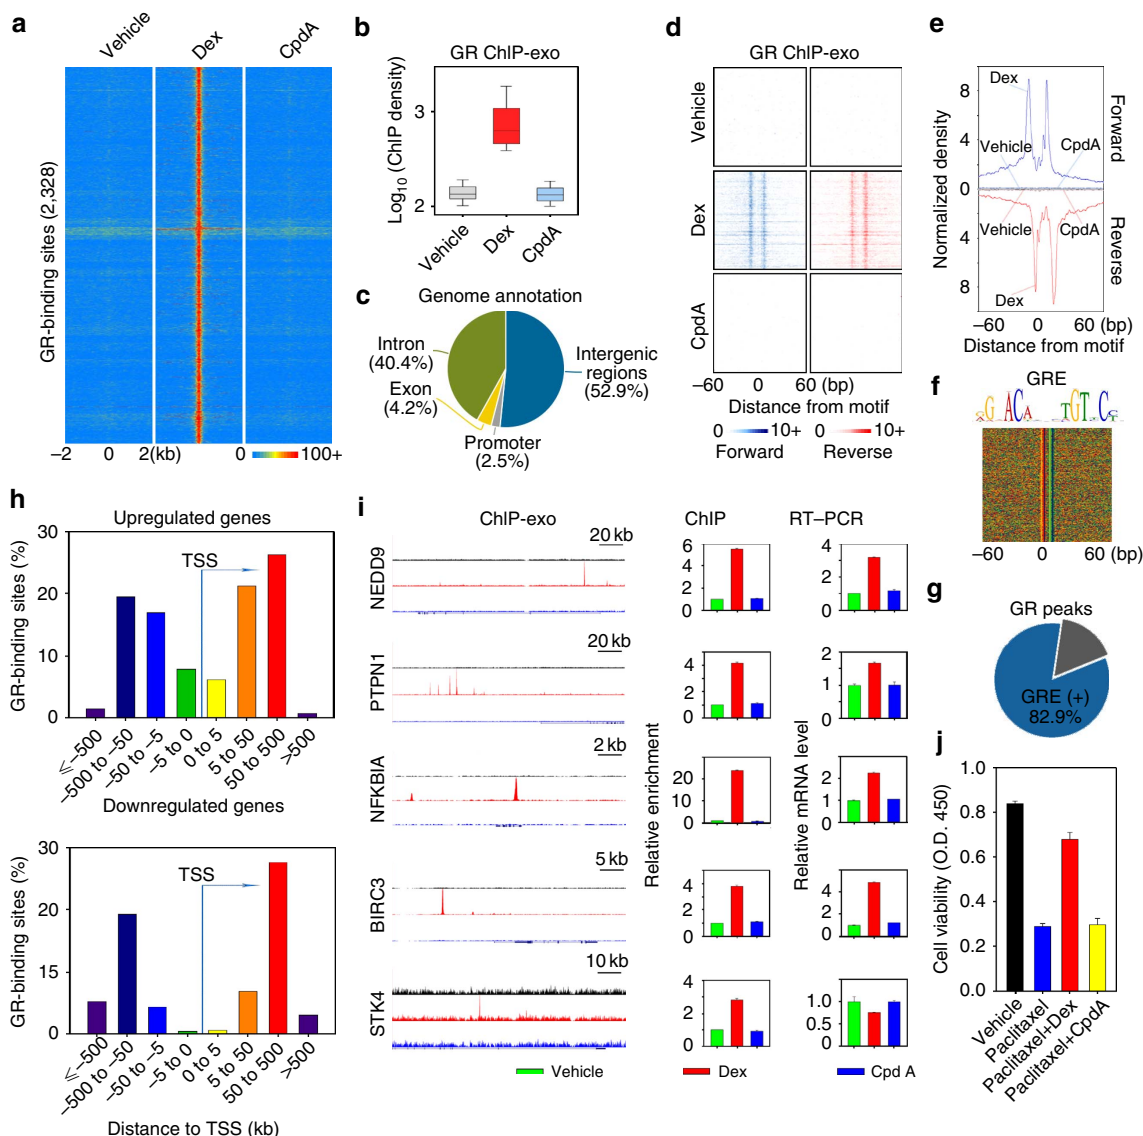 a
Vehicle
Dex
CpdA
GR-binding sites (2,328)
−2
0
2(kb)
0
100+
b
GR ChIP-exo
Log10 (ChIP density)
3
2
Vehicle
Dex
CpdA
c
Genome annotation
Intron
(40.4%)
Exon
(4.2%)
Promoter
(2.5%)
Intergenic
regions
(52.9%)
d
GR ChIP-exo
Vehicle
Dex
CpdA
−60
0
60 (bp)
Distance from motif
0
10+
Forward
0
10+
Reverse
e
Normalized density
8
4
0
4
8
Dex
Vehicle
CpdA
Vehicle
CpdA
Dex
Forward
Reverse
−60
0
60 (bp)
Distance from motif
f
GRE
−60
0
60 (bp)
g
GR peaks
GRE (+)
82.9%
h
Upregulated genes
GR-binding sites (%)
30
20
10
0
TSS
⩽−500
−500 to −50
−50 to −5
−5 to 0
0 to 5
5 to 50
50 to 500
>500
Downregulated genes
GR-binding sites (%)
30
20
15
0
TSS
⩽−500
−500 to −50
−50 to −5
−5 to 0
0 to 5
5 to 50
50 to 500
>500
Distance to TSS (kb)
i
ChIP-exo
ChIP
RT–PCR
NEDD9
20 kb
6
4
2
0
4
2
0
PTPN1
20 kb
4
2
0
2
1
0
NFKBIA
2 kb
20
10
0
2
1
0
BIRC3
5 kb
4
2
0
4
2
0
STK4
10 kb
4
2
0
1.0
0.5
0
Relative enrichment
Relative mRNA level
Vehicle
Dex
Cpd A
j
Cell viability (O.D. 450)
1.0
0.8
0.6
0.4
0.2
0.0
Vehicle
Paclitaxel
Paclitaxel+Dex
Paclitaxel+CpdA